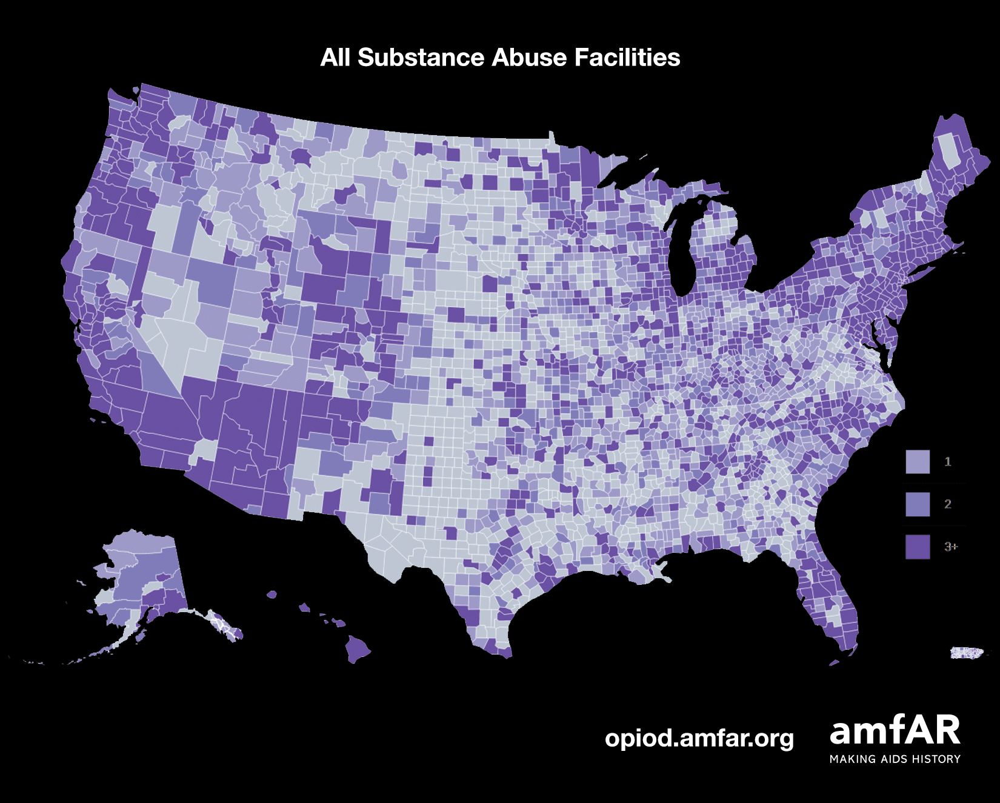 All Substance Abuse Facilities
1
2
3+
opiod.amfar.org
amfAR
MAKING AIDS HISTORY